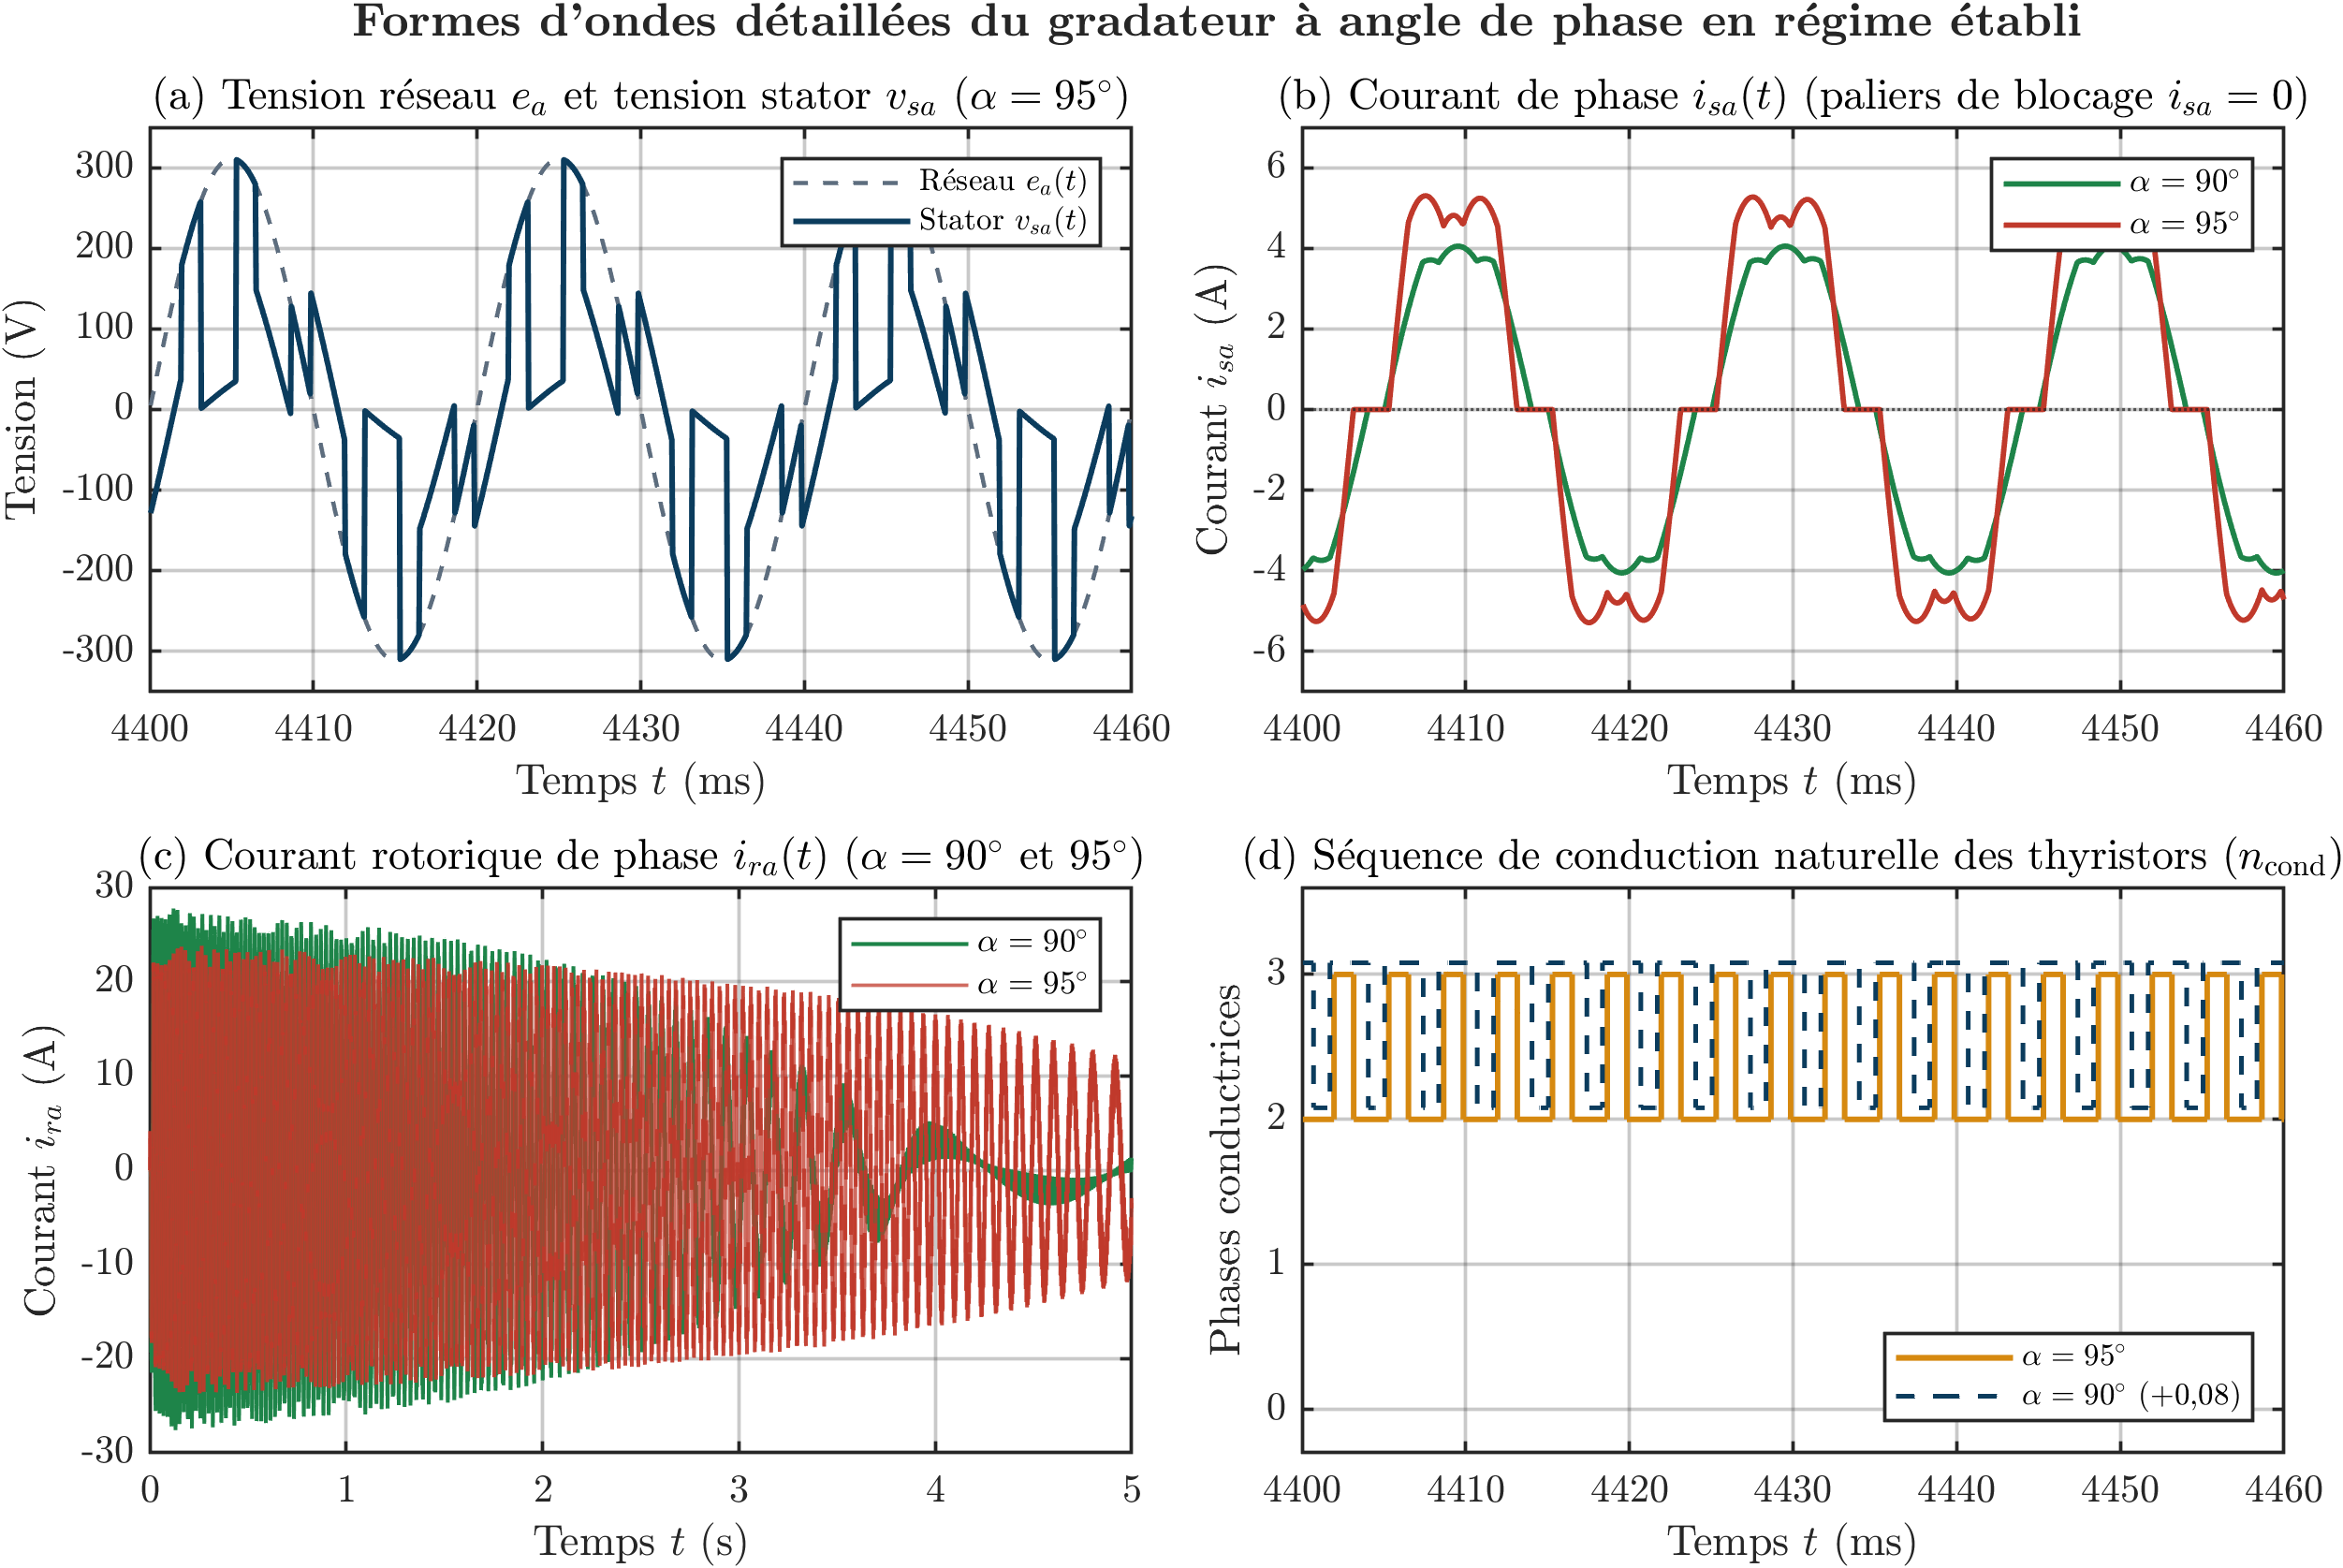 Formes d'ondes détaillées du gradateur à angle de phase en régime établi
(a) Tension réseau e_a et tension stator v_sa (α = 95°)
Tension (V)
300
200
100
0
-100
-200
-300
Réseau e_a(t)
Stator v_sa(t)
4400 4410 4420 4430 4440 4450 4460
Temps t (ms)
(b) Courant de phase i_sa(t) (paliers de blocage i_sa = 0)
Courant i_sa (A)
6
4
2
0
-2
-4
-6
α = 90°
α = 95°
4400 4410 4420 4430 4440 4450 4460
Temps t (ms)
(c) Courant rotorique de phase i_ra(t) (α = 90° et 95°)
Courant i_ra (A)
30
20
10
0
-10
-20
-30
α = 90°
α = 95°
0 1 2 3 4 5
Temps t (s)
(d) Séquence de conduction naturelle des thyristors (n_cond)
Phases conductrices
3
2
1
0
α = 95°
α = 90° (+0,08)
4400 4410 4420 4430 4440 4450 4460
Temps t (ms)